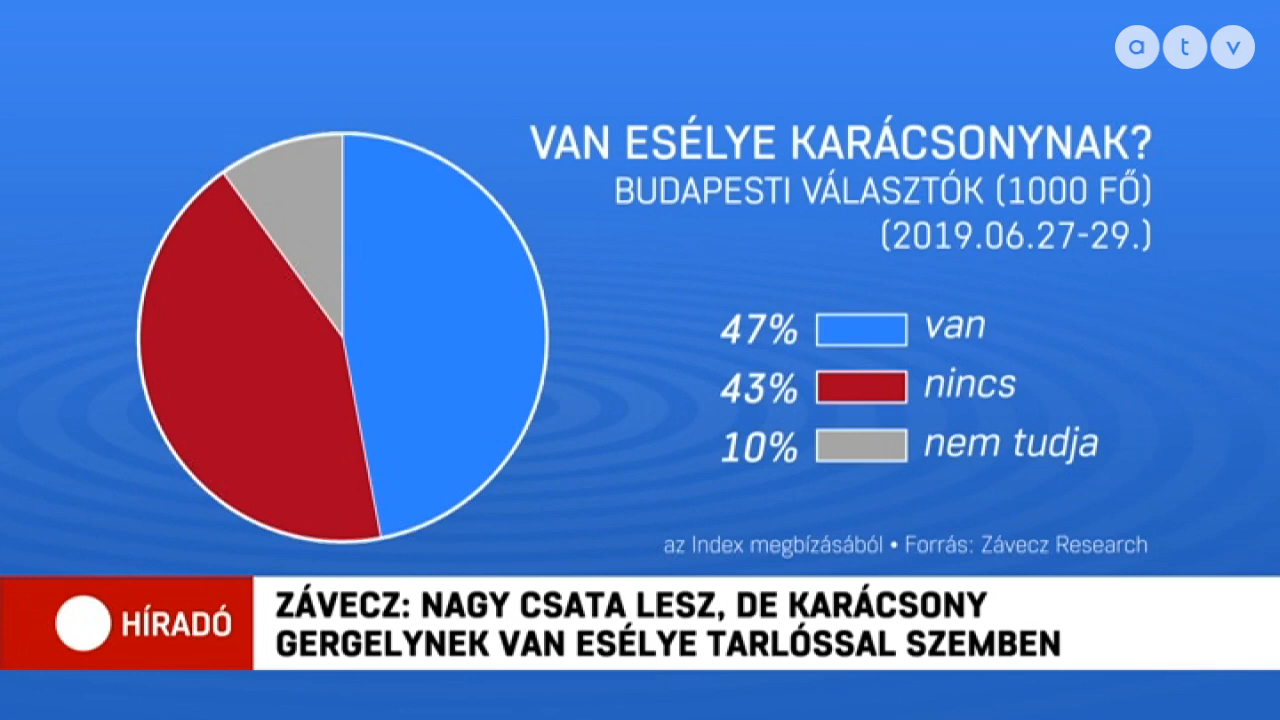 atv
VAN ESÉLYE KARÁCSONYNAK?
BUDAPESTI VÁLASZTÓK (1000 FŐ)
(2019.06.27-29.)
47% van
43% nincs
10% nem tudja
az Index megbízásából • Forrás: Závecz Research
HÍRADÓ
ZÁVECZ: NAGY CSATA LESZ, DE KARÁCSONY
GERGELYNEK VAN ESÉLYE TARLÓSSAL SZEMBEN